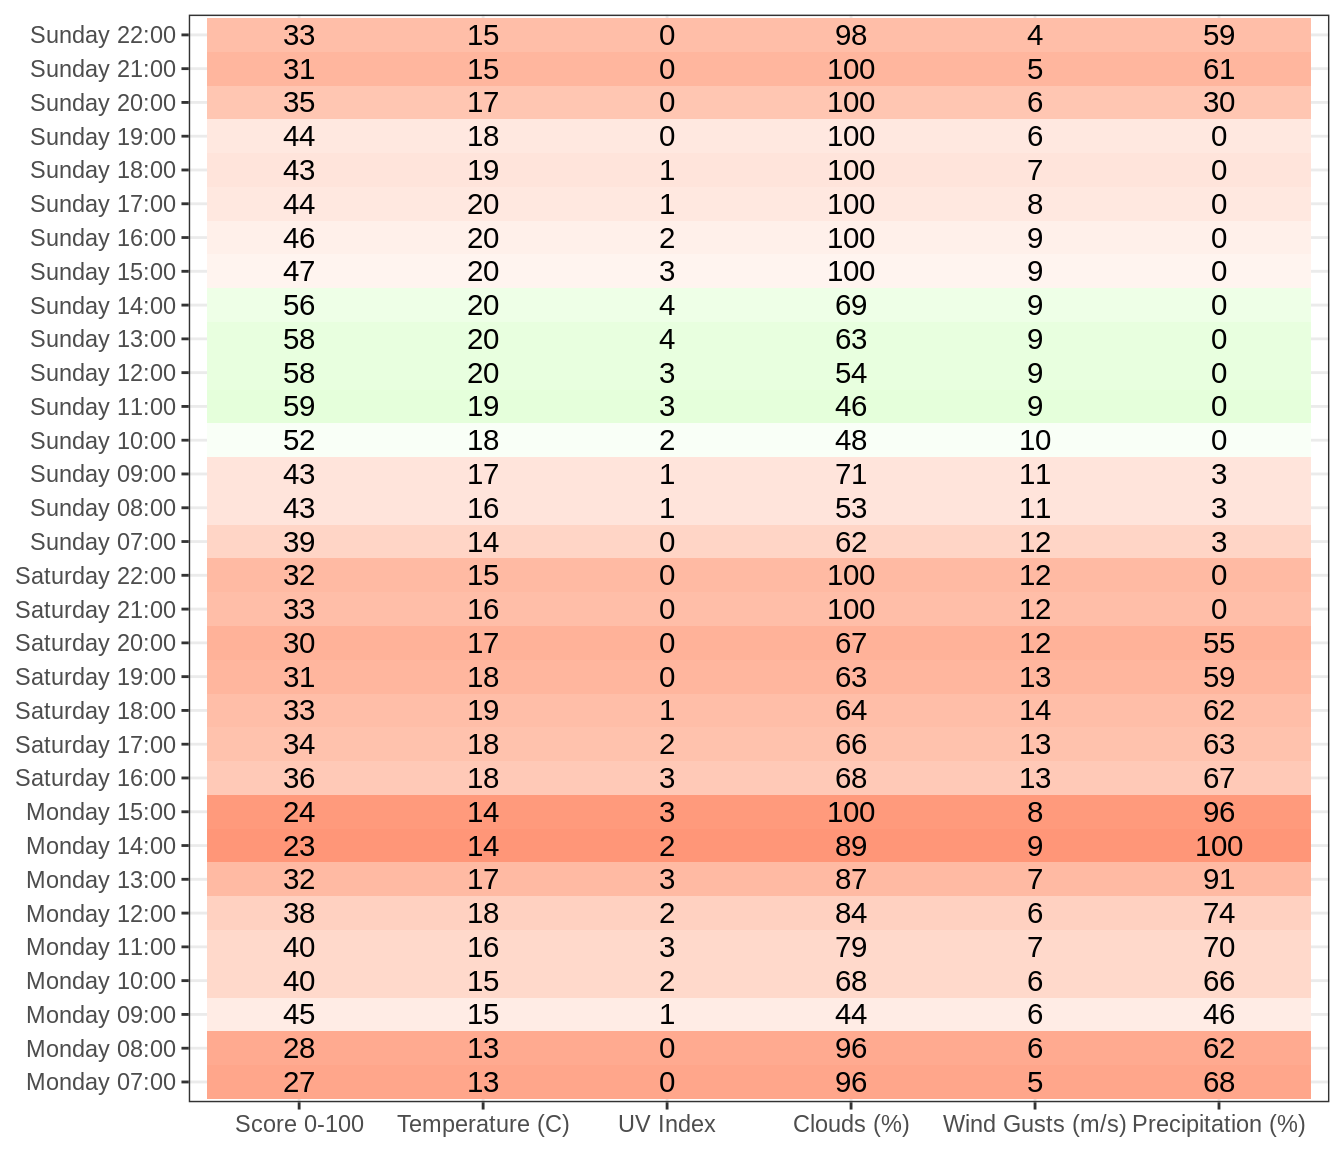 Sunday 22:00 33 15 0 98 4 59
Sunday 21:00 31 15 0 100 5 61
Sunday 20:00 35 17 0 100 6 30
Sunday 19:00 44 18 0 100 6 0
Sunday 18:00 43 19 1 100 7 0
Sunday 17:00 44 20 1 100 8 0
Sunday 16:00 46 20 2 100 9 0
Sunday 15:00 47 20 3 100 9 0
Sunday 14:00 56 20 4 69 9 0
Sunday 13:00 58 20 4 63 9 0
Sunday 12:00 58 20 3 54 9 0
Sunday 11:00 59 19 3 46 9 0
Sunday 10:00 52 18 2 48 10 0
Sunday 09:00 43 17 1 71 11 3
Sunday 08:00 43 16 1 53 11 3
Sunday 07:00 39 14 0 62 12 3
Saturday 22:00 32 15 0 100 12 0
Saturday 21:00 33 16 0 100 12 0
Saturday 20:00 30 17 0 67 12 55
Saturday 19:00 31 18 0 63 13 59
Saturday 18:00 33 19 1 64 14 62
Saturday 17:00 34 18 2 66 13 63
Saturday 16:00 36 18 3 68 13 67
Monday 15:00 24 14 3 100 8 96
Monday 14:00 23 14 2 89 9 100
Monday 13:00 32 17 3 87 7 91
Monday 12:00 38 18 2 84 6 74
Monday 11:00 40 16 3 79 7 70
Monday 10:00 40 15 2 68 6 66
Monday 09:00 45 15 1 44 6 46
Monday 08:00 28 13 0 96 6 62
Monday 07:00 27 13 0 96 5 68
Score 0-100 Temperature (C) UV Index Clouds (%) Wind Gusts (m/s) Precipitation (%)